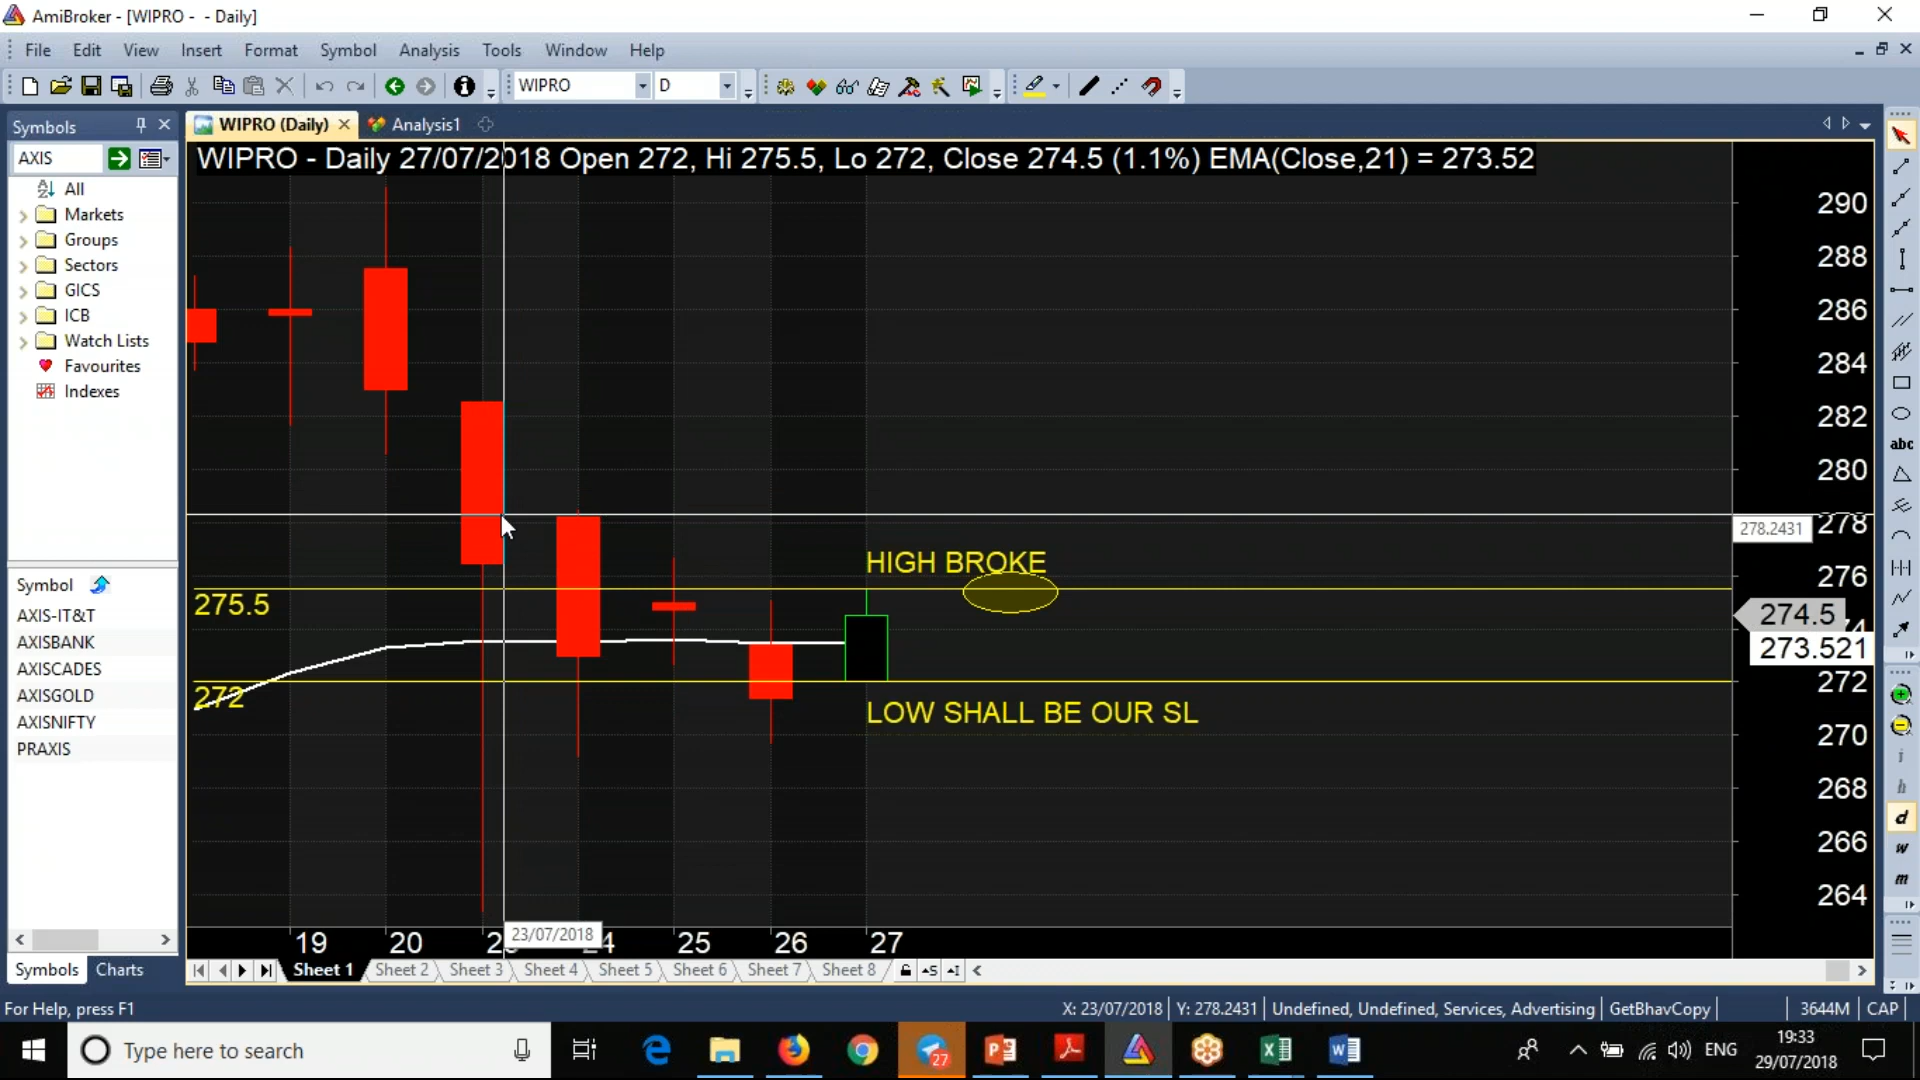 AmiBroker - [WIPRO -  - Daily]
File Edit View Insert Format Symbol Analysis Tools Window Help
WIPRO D
Symbols
WIPRO (Daily) Analysis1
AXIS
WIPRO - Daily 27/07/2018 Open 272, Hi 275.5, Lo 272, Close 274.5 (1.1%) EMA(Close,21) = 273.52
All
Markets
Groups
Sectors
GICS
ICB
Watch Lists
Favourites
Indexes
290
288
286
284
282
280
278
278.2431
276
274.5
273.521
272
270
268
266
264
HIGH BROKE
275.5
272
LOW SHALL BE OUR SL
Symbol
AXIS-IT&T
AXISBANK
AXISCADES
AXISGOLD
AXISNIFTY
PRAXIS
abc
i
h
d
w
m
23/07/2018
19 20 25 26 27
Symbols Charts
Sheet 1 Sheet 2 Sheet 3 Sheet 4 Sheet 5 Sheet 6 Sheet 7 Sheet 8
For Help, press F1
X: 23/07/2018 Y: 278.2431 Undefined, Undefined, Services, Advertising GetBhavCopy 3644M CAP
Type here to search
27
ENG
19:33
29/07/2018